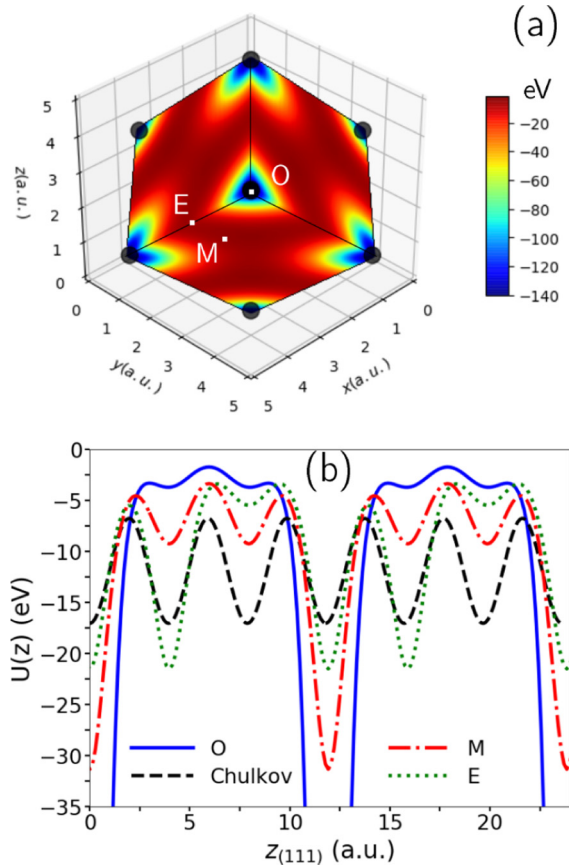 (a)
eV
−20
−40
−60
−80
−100
−120
−140
O
E
M
z(a.u.)
5
4
3
2
1
0
0
1
2
3
4
5
y(a.u.)
0
1
2
3
4
5
x(a.u.)
(b)
U(z) (eV)
0
−5
−10
−15
−20
−25
−30
−35
O
M
Chulkov
E
0 5 10 15 20
z(111) (a.u.)